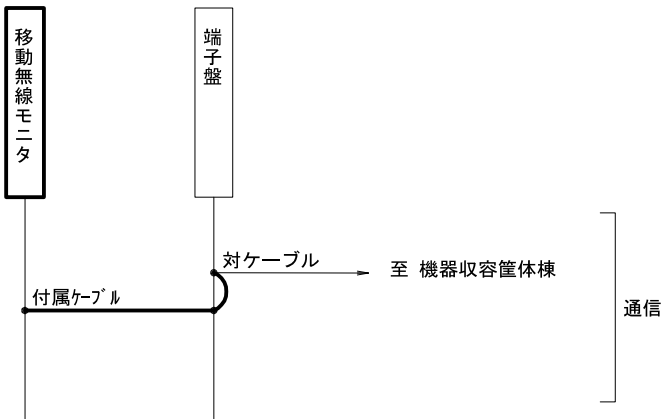 移動無線モニタ
端子盤
対ケーブル
至 機器収容筐体棟
付属ｹｰﾌﾞﾙ
通信